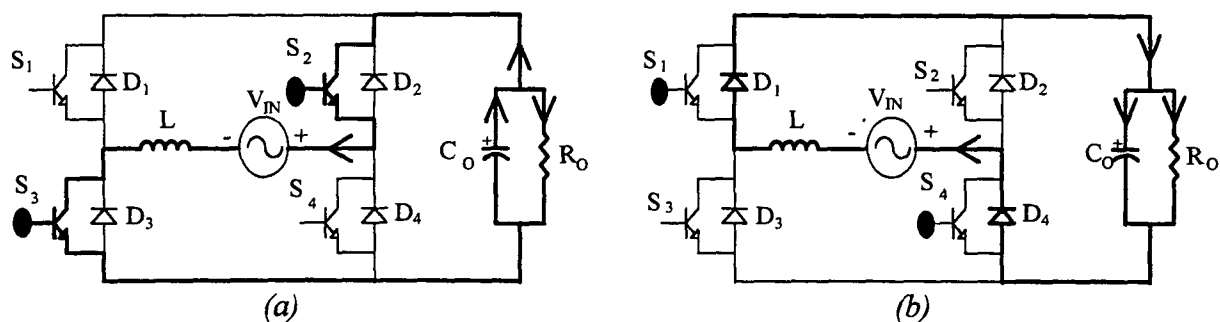 S1
D1
S2
D2
VIN
L
-
+
S3
D3
S4
D4
CO
+
RO
(a)
S1
D1
S2
D2
VIN
L
-
+
S3
D3
S4
D4
CO
+
RO
(b)